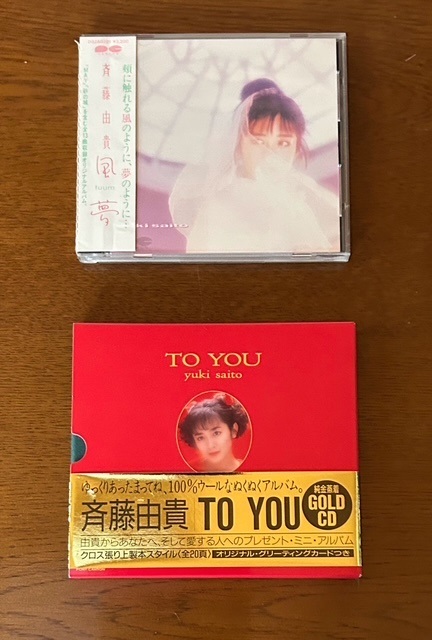 頬に触れる風のように、夢のように…
斉藤由貴
風夢
yuki saito
TO YOU
yuki saito
ゆっくりあったまってね、100%ウールなぬくぬくアルバム。
斉藤由貴 TO YOU
純金蒸着
GOLD
CD
由貴からあなたへ、そして愛する人へのプレゼント・ミニ・アルバム
クロス張り上製本スタイル〈全20頁〉 オリジナル・グリーティングカードつき